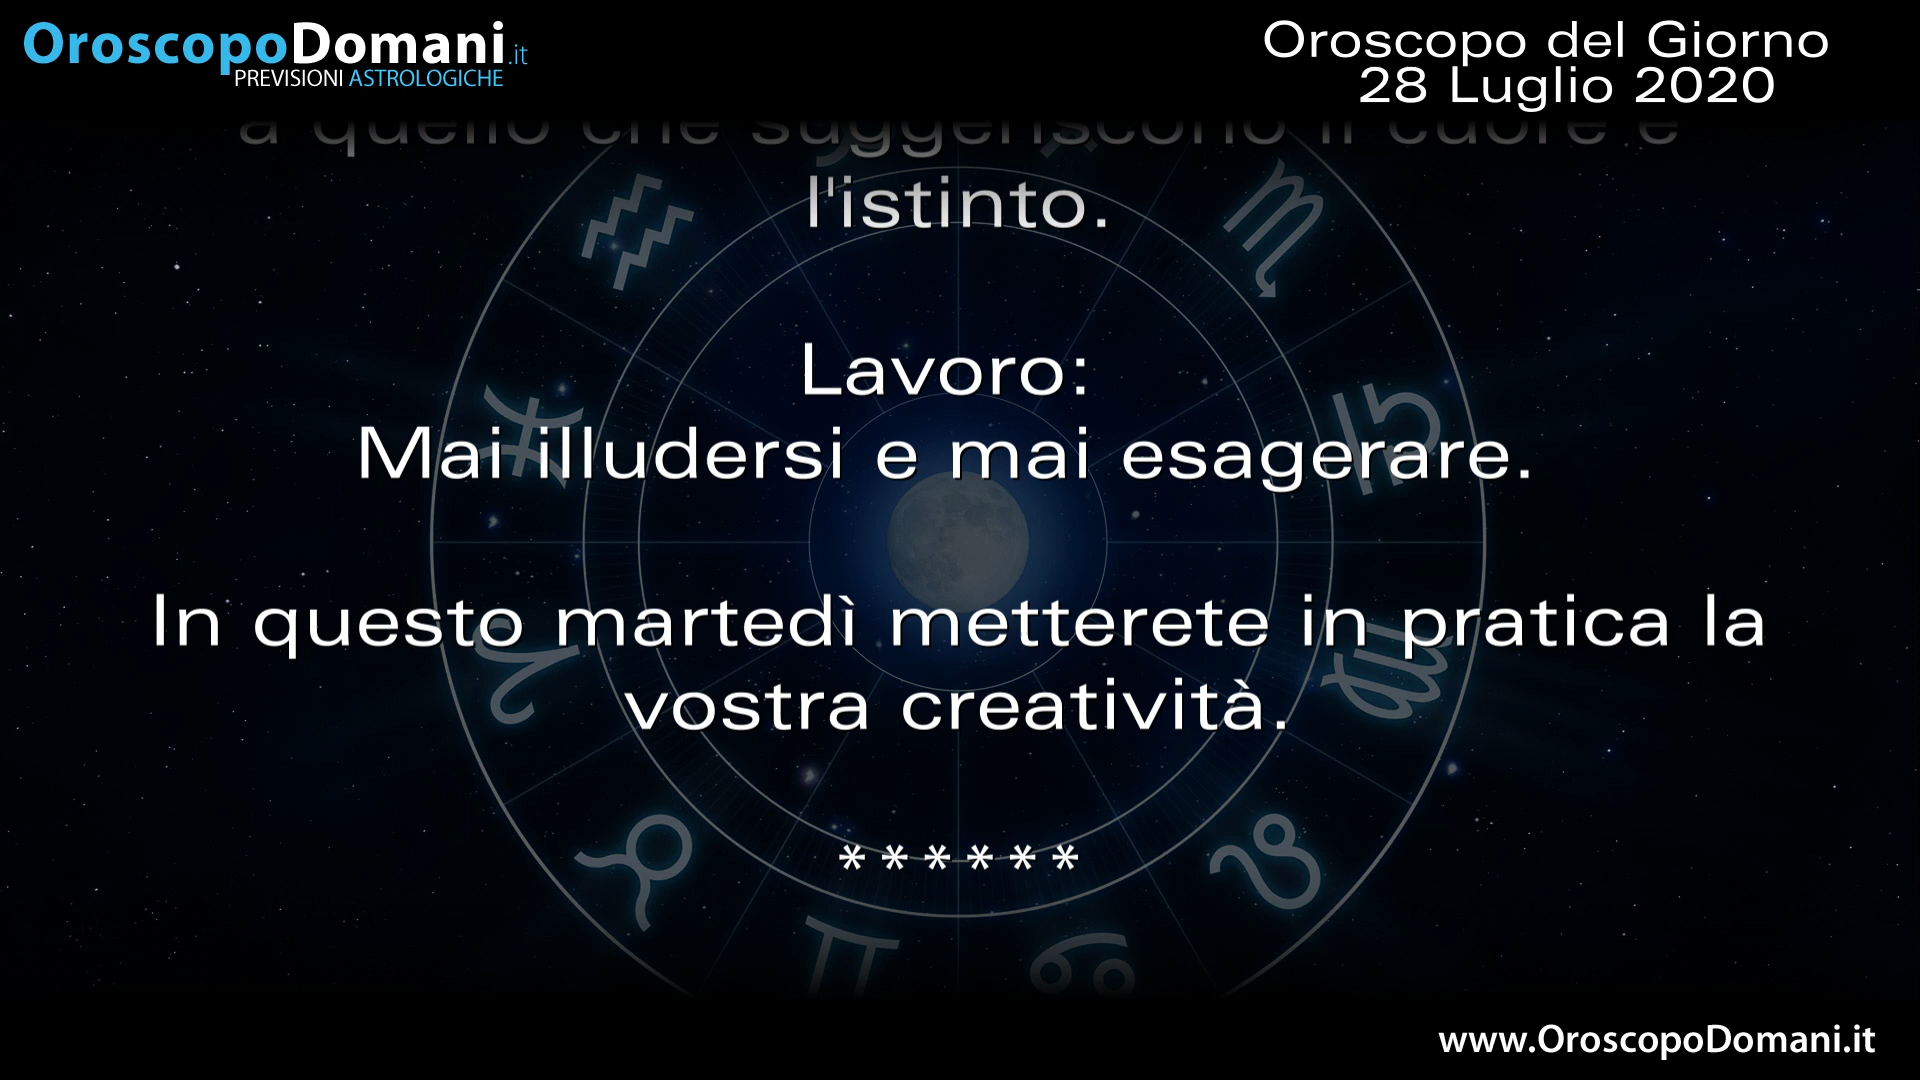 OroscopoDomani.it
PREVISIONI ASTROLOGICHE
Oroscopo del Giorno
28 Luglio 2020
a quello che suggeriscono il cuore e
l'istinto.
Lavoro:
Mai illudersi e mai esagerare.
In questo martedì metterete in pratica la
vostra creatività.
******
www.OroscopoDomani.it